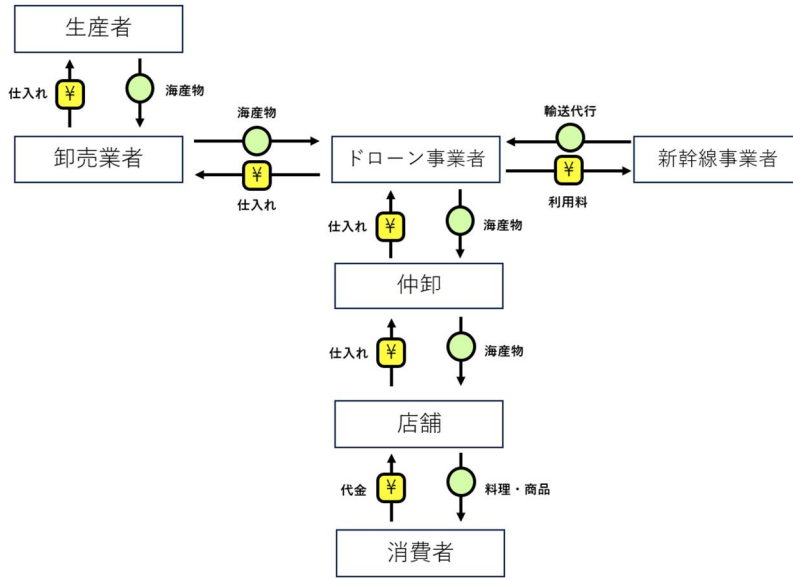 生産者
仕入れ
¥
海産物
卸売業者
海産物
¥
仕入れ
ドローン事業者
輸送代行
¥
利用料
新幹線事業者
仕入れ
¥
海産物
仲卸
仕入れ
¥
海産物
店舗
代金
¥
料理・商品
消費者